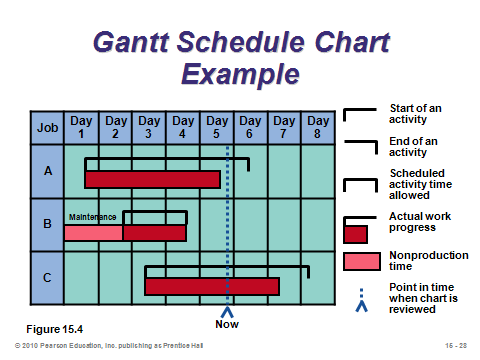 Gantt Schedule Chart
Example
Job
Day
1
Day
2
Day
3
Day
4
Day
5
Day
6
Day
7
Day
8
A
B
Maintenance
C
Now
Start of an
activity
End of an
activity
Scheduled
activity time
allowed
Actual work
progress
Nonproduction
time
Point in time
when chart is
reviewed
Figure 15.4
© 2010 Pearson Education, Inc. publishing as Prentice Hall
15 - 28